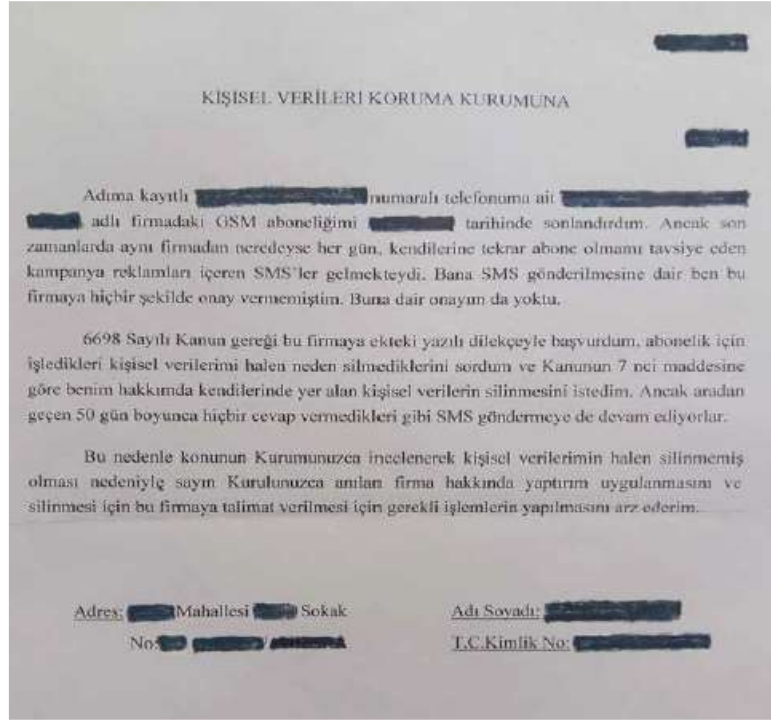 KİŞİSEL VERİLERİ KORUMA KURUMUNA
Adıma kayıtlı numaralı telefonuma ait
adlı firmadaki GSM aboneliğimi tarihinde sonlandırdım. Ancak son
zamanlarda aynı firmadan neredeyse her gün, kendilerine tekrar abone olmamı tavsiye eden
kampanya reklamları içeren SMS'ler gelmekteydi. Bana SMS gönderilmesine dair ben bu
firmaya hiçbir şekilde onay vermemiştim. Buna dair onayım da yoktu.
6698 Sayılı Kanun gereği bu firmaya ekteki yazılı dilekçeyle başvurdum, abonelik için
işledikleri kişisel verilerimi halen neden silmediklerini sordum ve Kanunun 7 nci maddesine
göre benim hakkımda kendilerinde yer alan kişisel verilerin silinmesini istedim. Ancak aradan
geçen 50 gün boyunca hiçbir cevap vermedikleri gibi SMS göndermeye de devam ediyorlar.
Bu nedenle konunun Kurumunuzca incelenerek kişisel verilerimin halen silinmemiş
olması nedeniyle sayın Kurulunuzca anılan firma hakkında yaptırım uygulanmasını ve
silinmesi için bu firmaya talimat verilmesi için gerekli işlemlerin yapılmasını arz ederim.
Adres: Mahallesi Sokak
No:
Adı Soyadı:
T.C.Kimlik No: